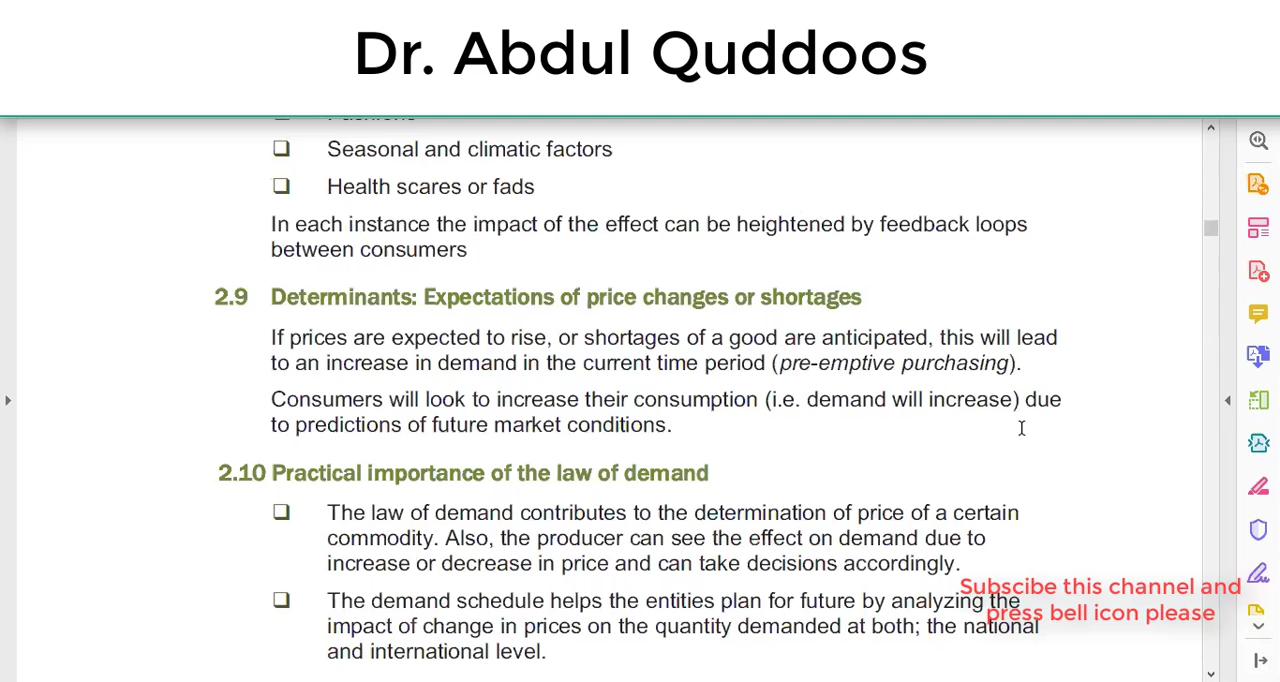 Dr. Abdul Quddoos
❑ Seasonal and climatic factors
❑ Health scares or fads
In each instance the impact of the effect can be heightened by feedback loops
between consumers
2.9 Determinants: Expectations of price changes or shortages
If prices are expected to rise, or shortages of a good are anticipated, this will lead
to an increase in demand in the current time period (pre-emptive purchasing).
Consumers will look to increase their consumption (i.e. demand will increase) due
to predictions of future market conditions.
2.10 Practical importance of the law of demand
❑ The law of demand contributes to the determination of price of a certain
commodity. Also, the producer can see the effect on demand due to
increase or decrease in price and can take decisions accordingly.
❑ The demand schedule helps the entities plan for future by analyzing the
impact of change in prices on the quantity demanded at both; the national
and international level.
Subscibe this channel and
press bell icon please